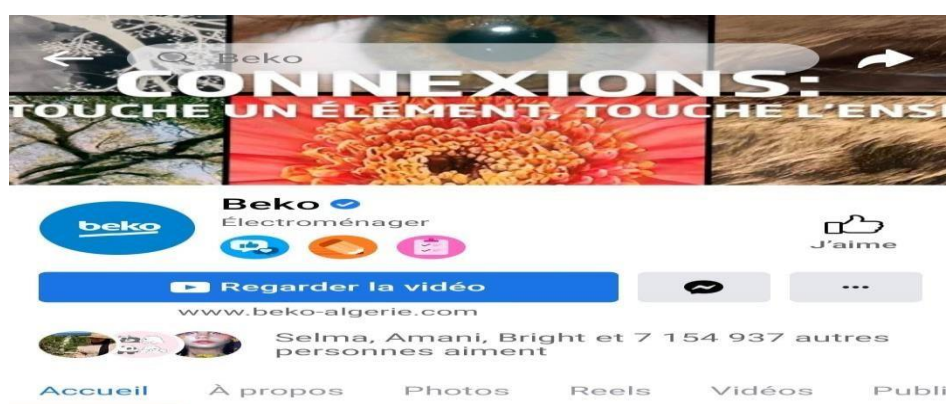 Beko
CONNEXIONS:
TOUCHE UN ÉLÉMENT, TOUCHE L'ENS
beko
Beko
Électroménager
J'aime
Regarder la vidéo
www.beko-algerie.com
Selma, Amani, Bright et 7 154 937 autres
personnes aiment
Accueil À propos Photos Reels Vidéos Publi